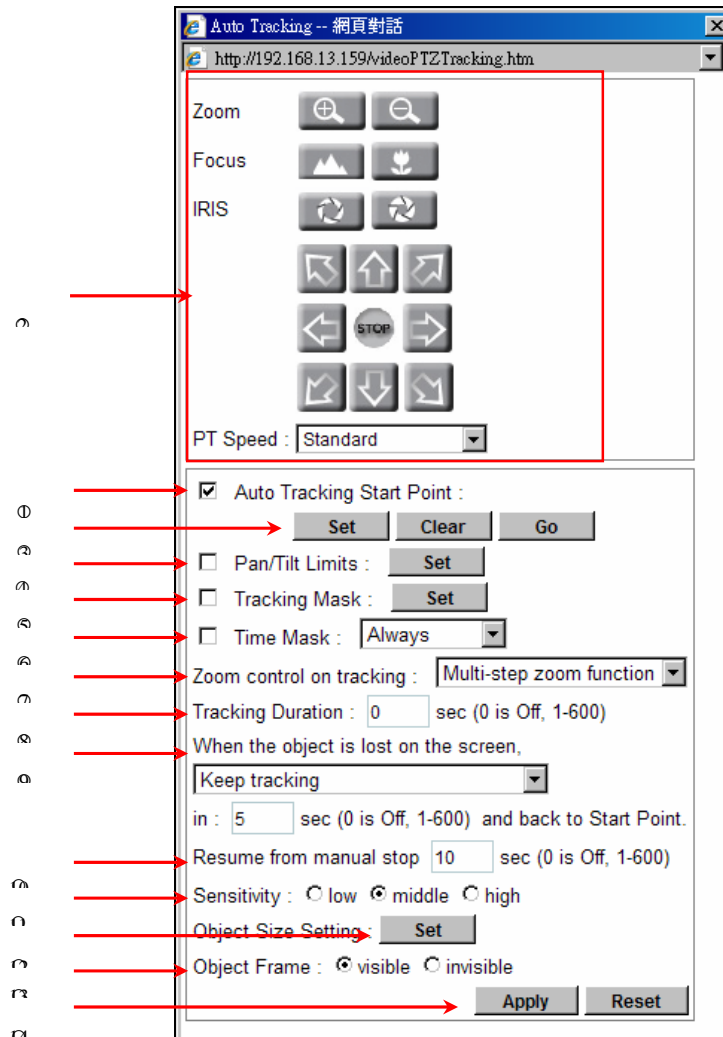 Auto Tracking -- 網頁對話
http://192.168.13.159/videoPTZTracking.htm
Zoom
Focus
IRIS
STOP
PT Speed : Standard
Auto Tracking Start Point :
①
Set Clear Go
Pan/Tilt Limits : Set
Tracking Mask : Set
Time Mask : Always
Zoom control on tracking : Multi-step zoom function
Tracking Duration : 0 sec (0 is Off, 1-600)
When the object is lost on the screen,
Keep tracking
in : 5 sec (0 is Off, 1-600) and back to Start Point.
Resume from manual stop 10 sec (0 is Off, 1-600)
Sensitivity : low middle high
Object Size Setting : Set
Object Frame : visible invisible
Apply Reset